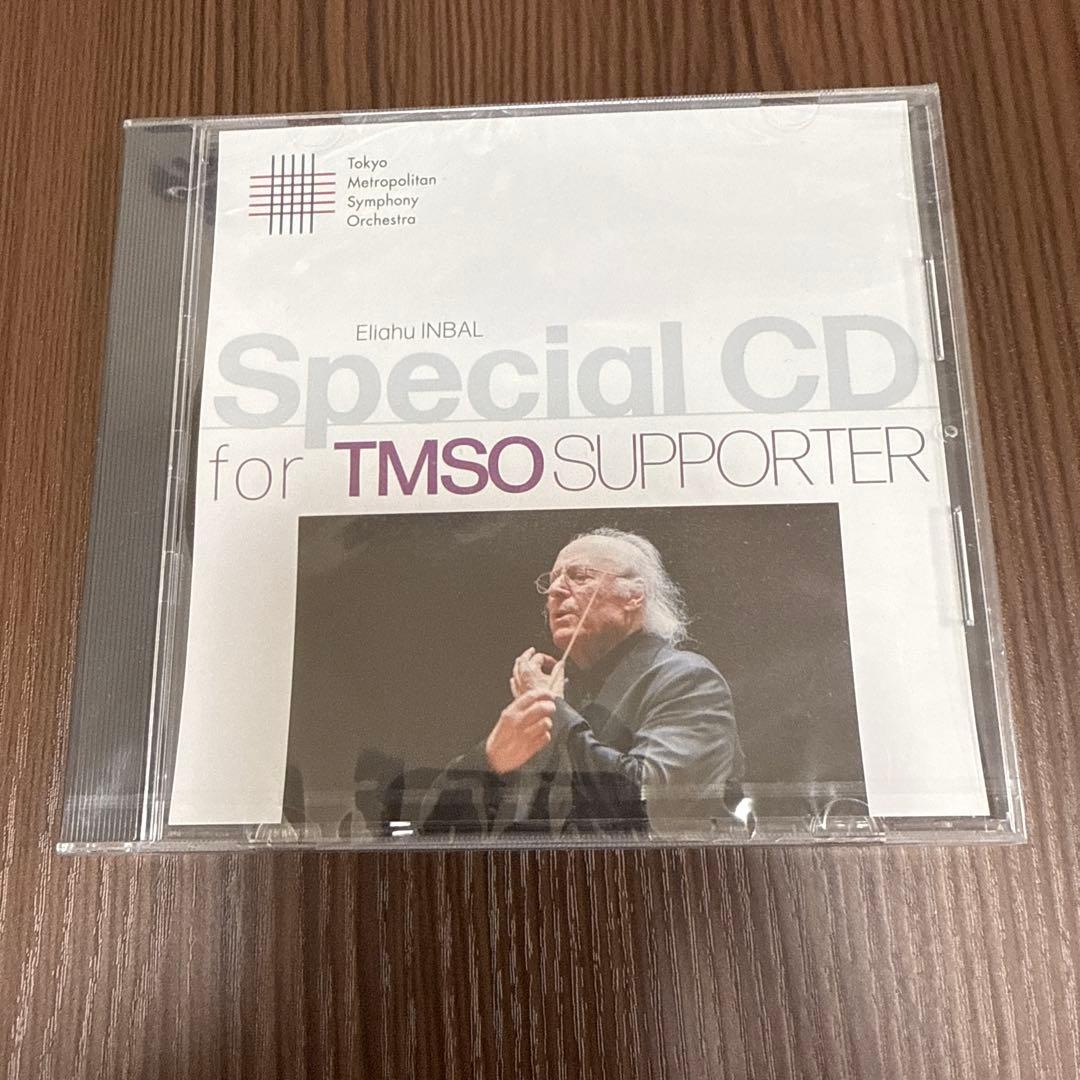 Tokyo
Metropolitan
Symphony
Orchestra
Eliahu INBAL
Special CD
for TMSO SUPPORTER